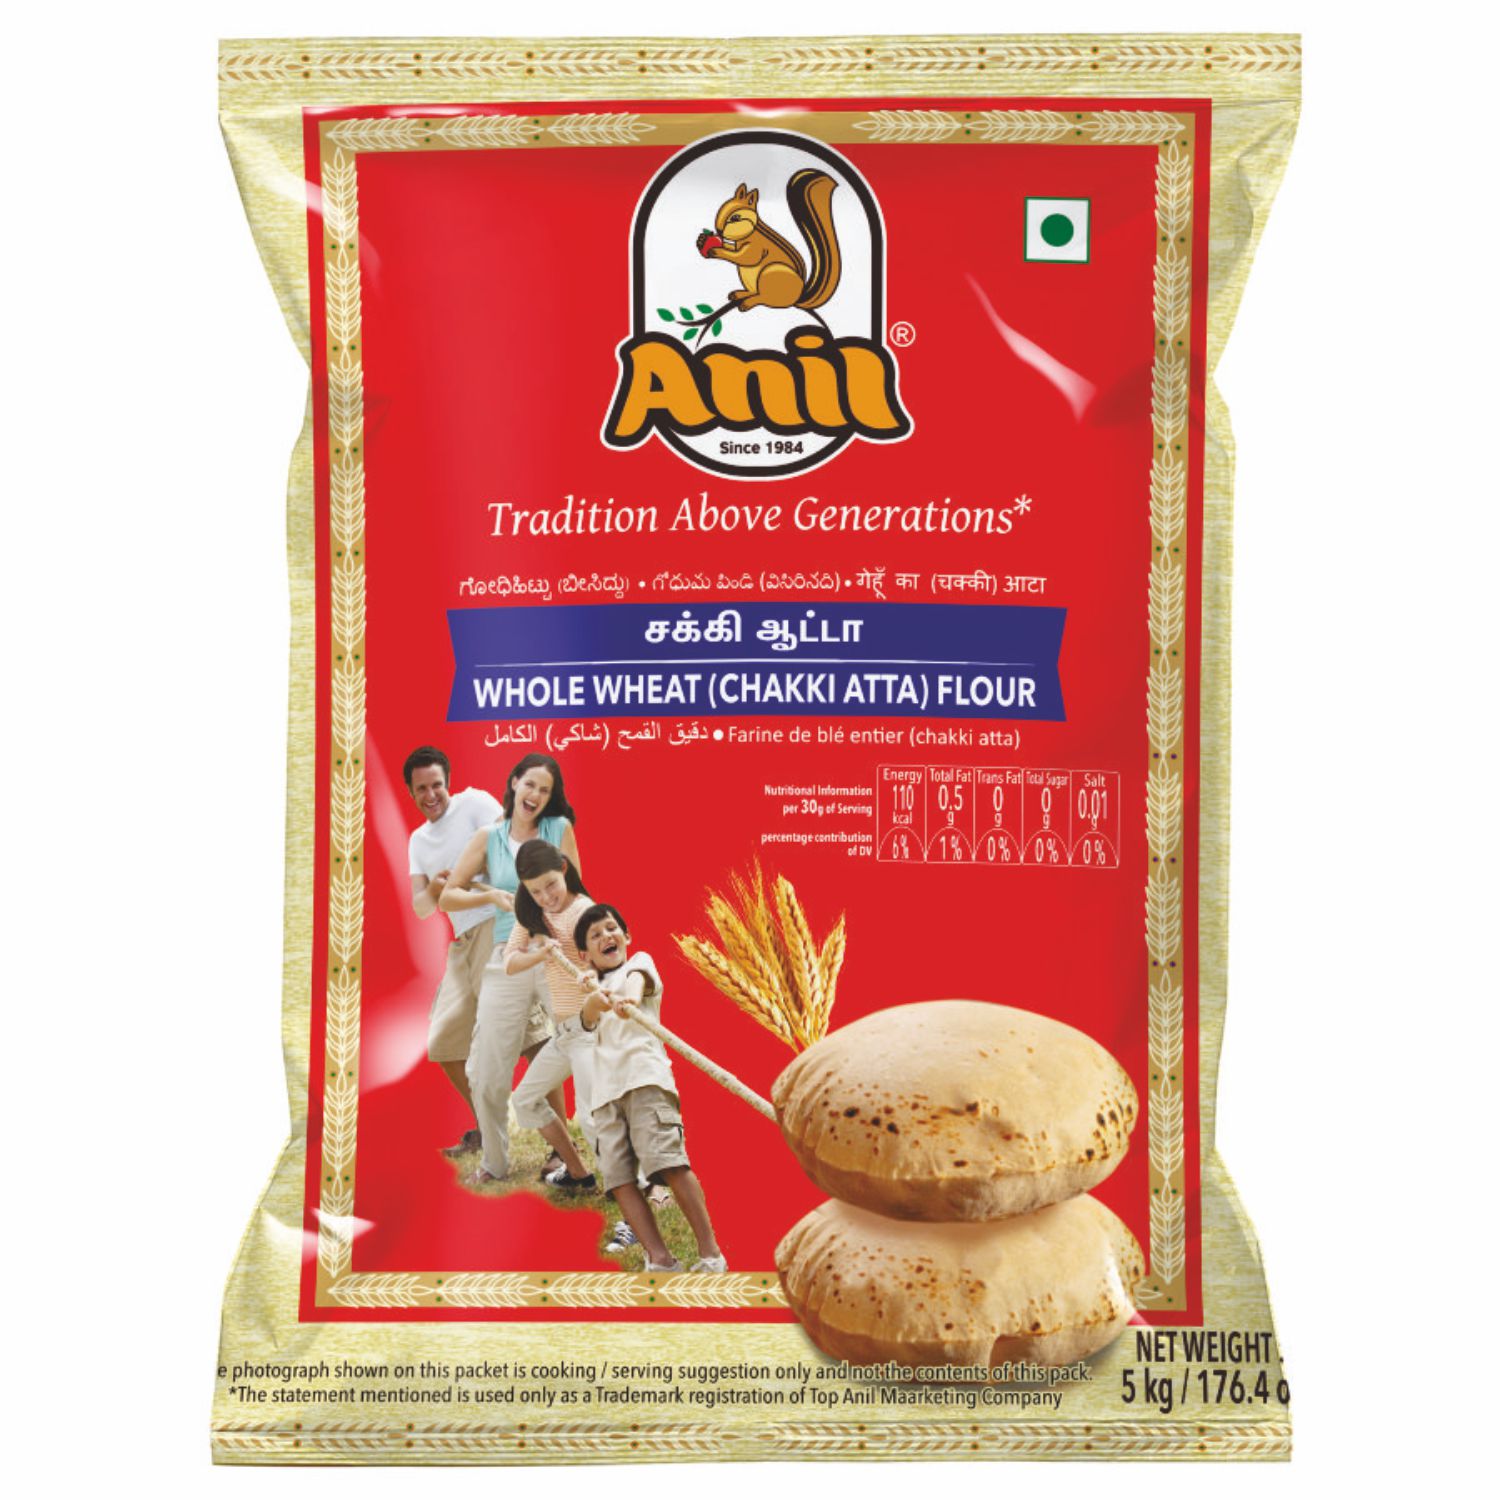 Anil®
Since 1984
Tradition Above Generations*
ಗೋಧಿಹಿಟ್ಟು (ಬೀಸಿದ್ದು) • గోధుమ పిండి (విసిరినది) • गेहूँ का (चक्की) आटा
சக்கி ஆட்டா
WHOLE WHEAT (CHAKKI ATTA) FLOUR
دقيق القمح (شاكي) الكامل • Farine de blé entier (chakki atta)
Energy Total Fat Trans Fat Total Sugar Salt
Nutritional Information 110 0.5 0 0 0.01
per 30g of Serving kcal g g g g
percentage contribution 6% 1% 0% 0% 0%
of DV
NET WEIGHT
e photograph shown on this packet is cooking / serving suggestion only and not the contents of this pack.
5 kg / 176.4 o
*The statement mentioned is used only as a Trademark registration of Top Anil Maarketing Company